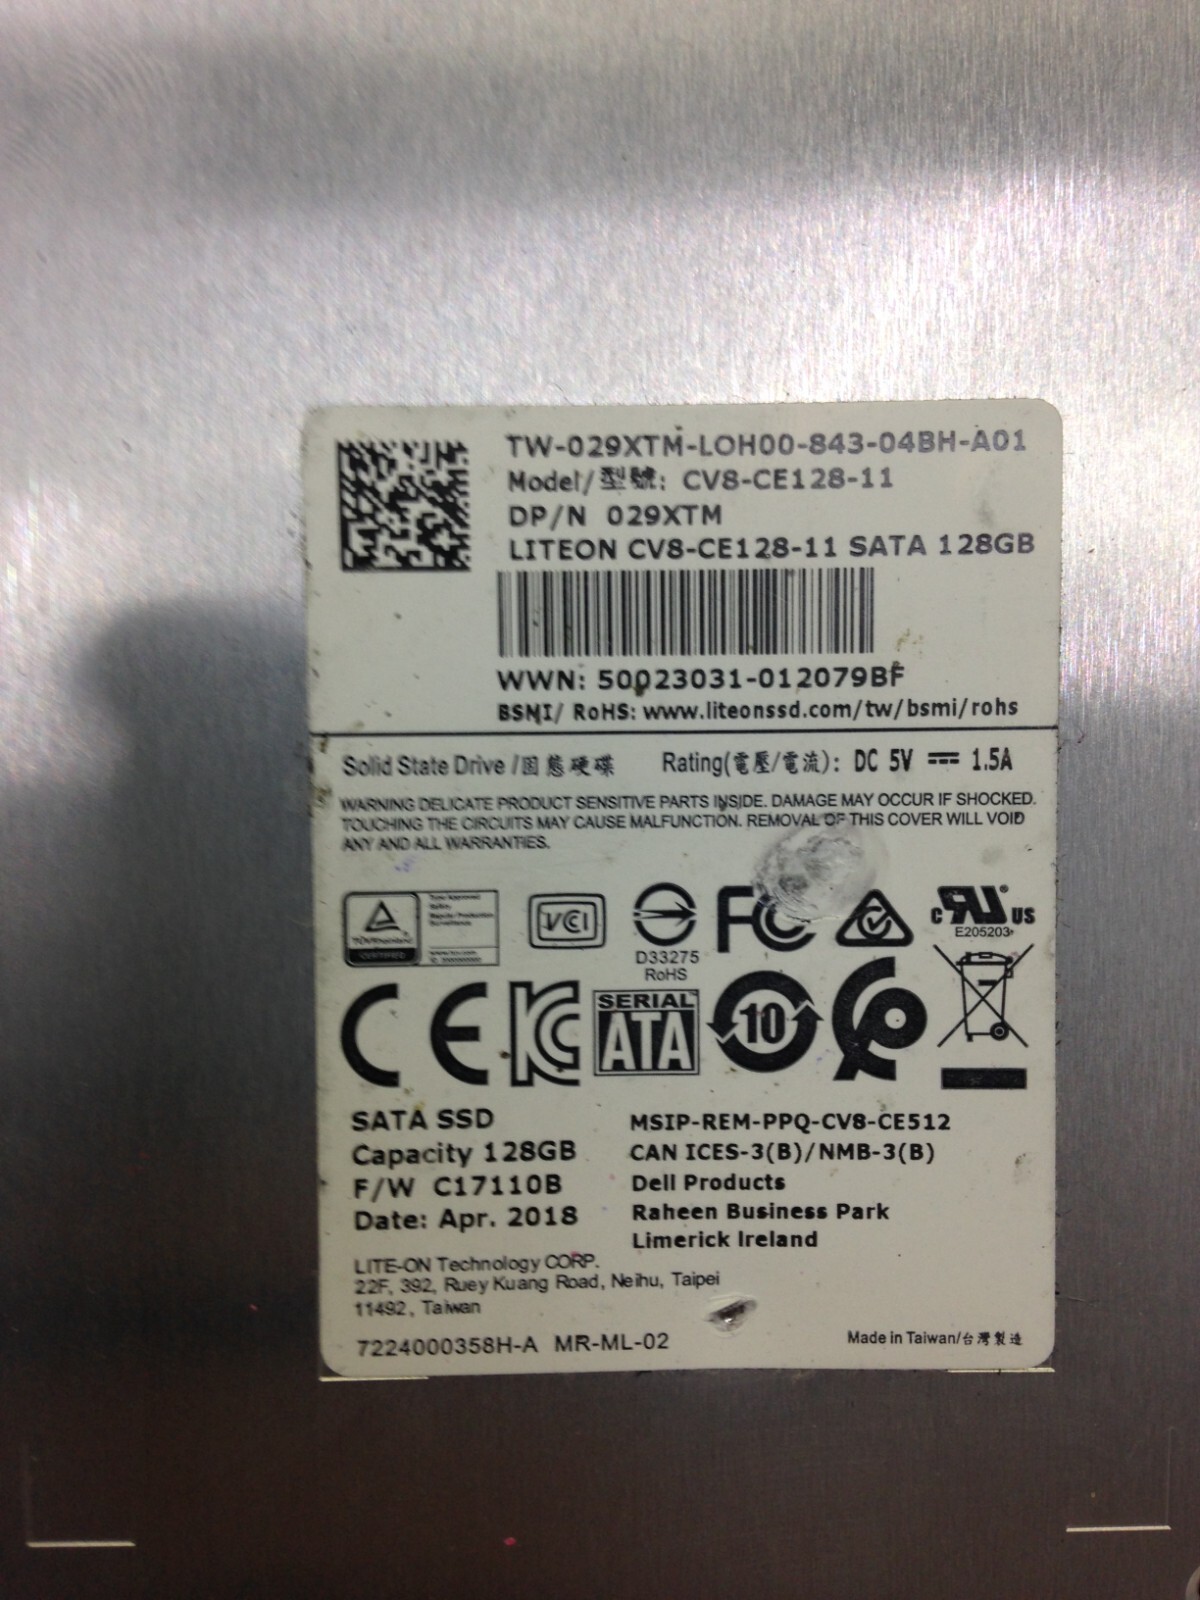 TW-029XTM-LOH00-843-04BH-A01
Model/型號: CV8-CE128-11
DP/N 029XTM
LITEON CV8-CE128-11 SATA 128GB
WWN: 50023031-012079BF
BSMI/ RoHS: www.liteonssd.com/tw/bsmi/rohs
Solid State Drive /固態硬碟 Rating(電壓/電流): DC 5V 1.5A
WARNING DELICATE PRODUCT SENSITIVE PARTS INSIDE. DAMAGE MAY OCCUR IF SHOCKED.
TOUCHING THE CIRCUITS MAY CAUSE MALFUNCTION. REMOVAL OF THIS COVER WILL VOID
ANY AND ALL WARRANTIES.
TÜVRheinland
CERTIFIED
VCI
D33275
RoHS
FC
c RU ® US
E205203
CE KC SERIAL ATA 10
SATA SSD
Capacity 128GB
F/W C17110B
Date: Apr. 2018
MSIP-REM-PPQ-CV8-CE512
CAN ICES-3(B)/NMB-3(B)
Dell Products
Raheen Business Park
Limerick Ireland
LITE-ON Technology CORP.
22F, 392, Ruey Kuang Road, Neihu, Taipei
11492, Taiwan
7224000358H-A MR-ML-02
Made in Taiwan/台灣製造